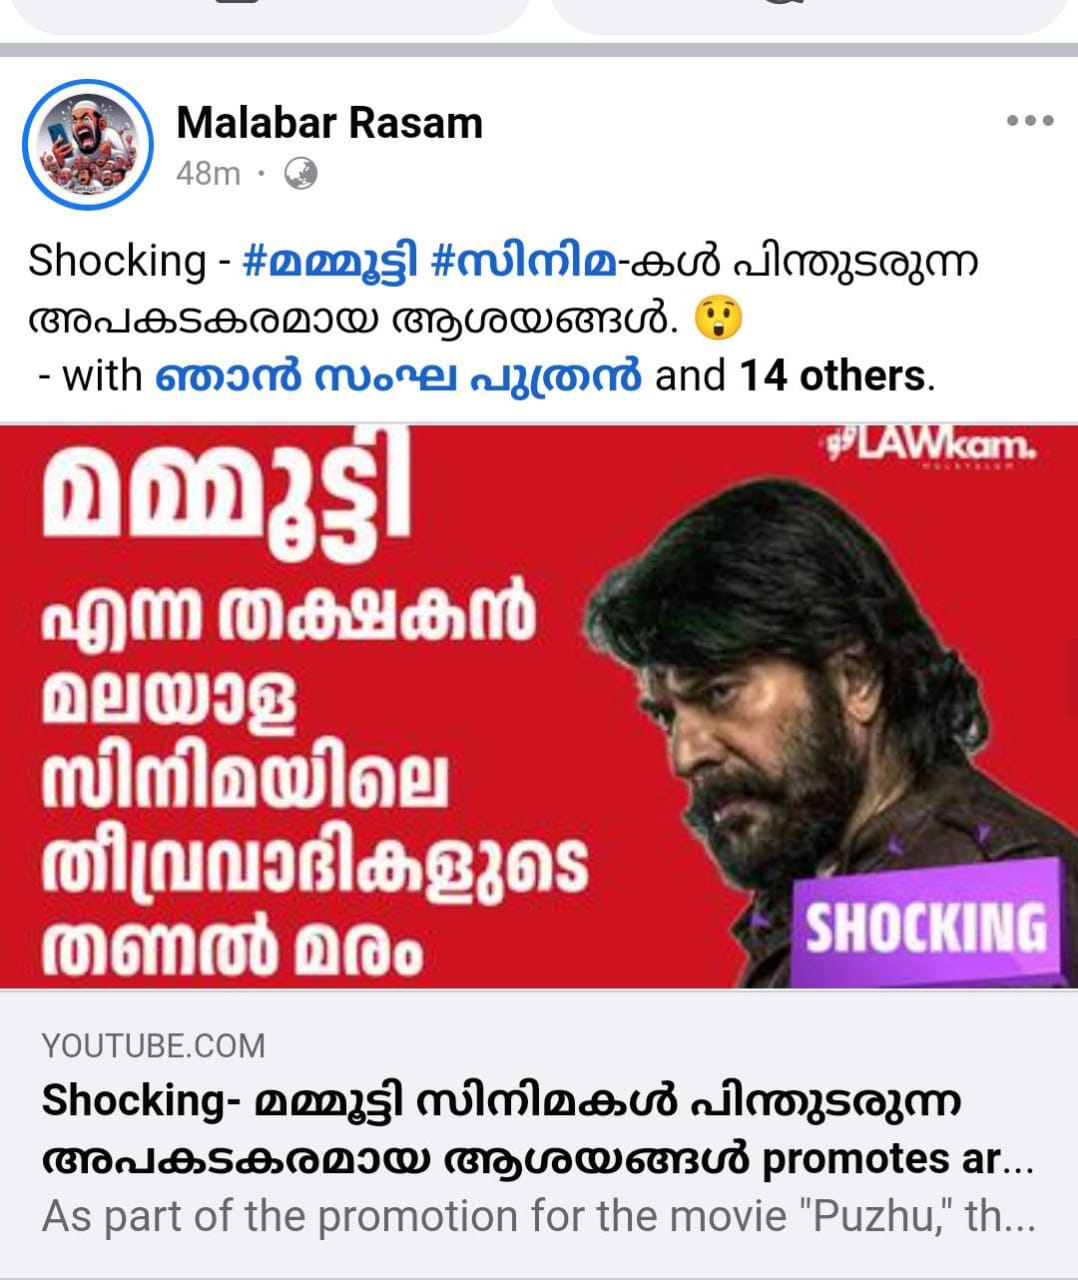 Malabar Rasam
48m ·
Shocking - #മമ്മൂട്ടി #സിനിമ-കൾ പിന്തുടരുന്ന
അപകടകരമായ ആശയങ്ങൾ. 😲
- with ഞാൻ സംഘ പുത്രൻ and 14 others.
മമ്മൂട്ടി
LAWkam.
എന്ന തക്ഷകൻ
മലയാള
സിനിമയിലെ
തീവ്രവാദികളുടെ
തണൽ മരം
SHOCKING
YOUTUBE.COM
Shocking- മമ്മൂട്ടി സിനിമകൾ പിന്തുടരുന്ന
അപകടകരമായ ആശയങ്ങൾ promotes ar...
As part of the promotion for the movie "Puzhu," th...